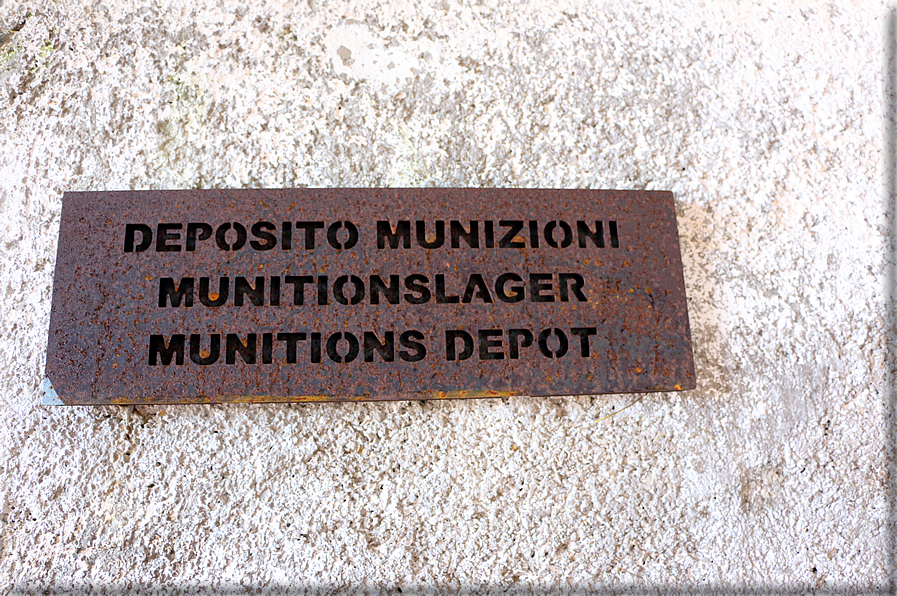 DEPOSITO MUNIZIONI
MUNITIONSLAGER
MUNITIONS DEPOT